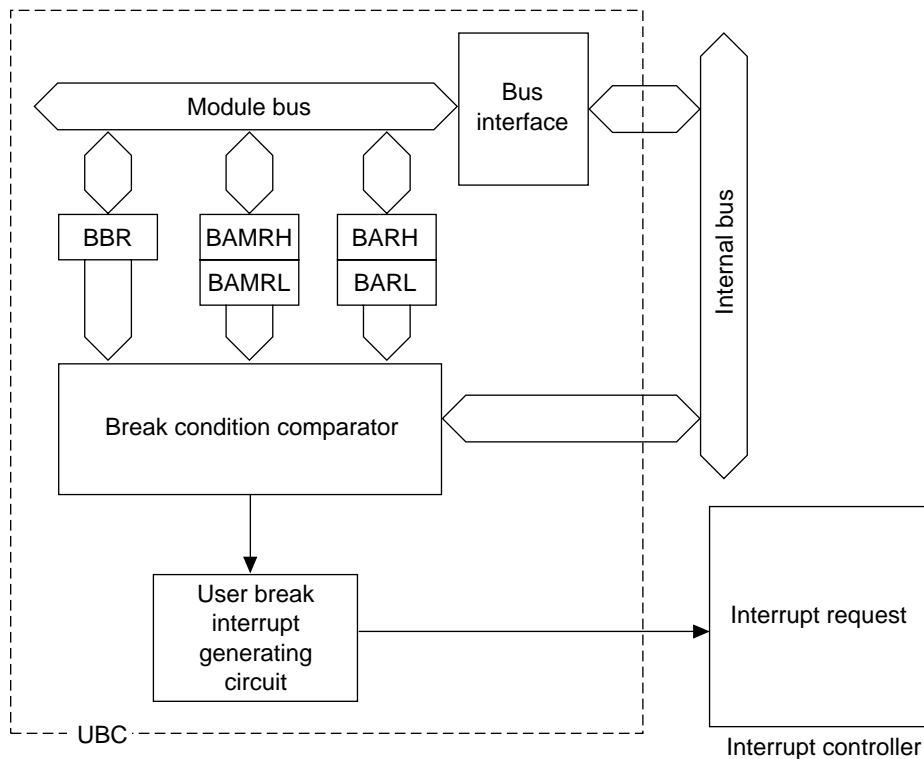 Module bus
Bus
interface
Internal bus
BBR
BAMRH
BARH
BAMRL
BARL
Break condition comparator
User break
interrupt
generating
circuit
Interrupt request
UBC
Interrupt controller